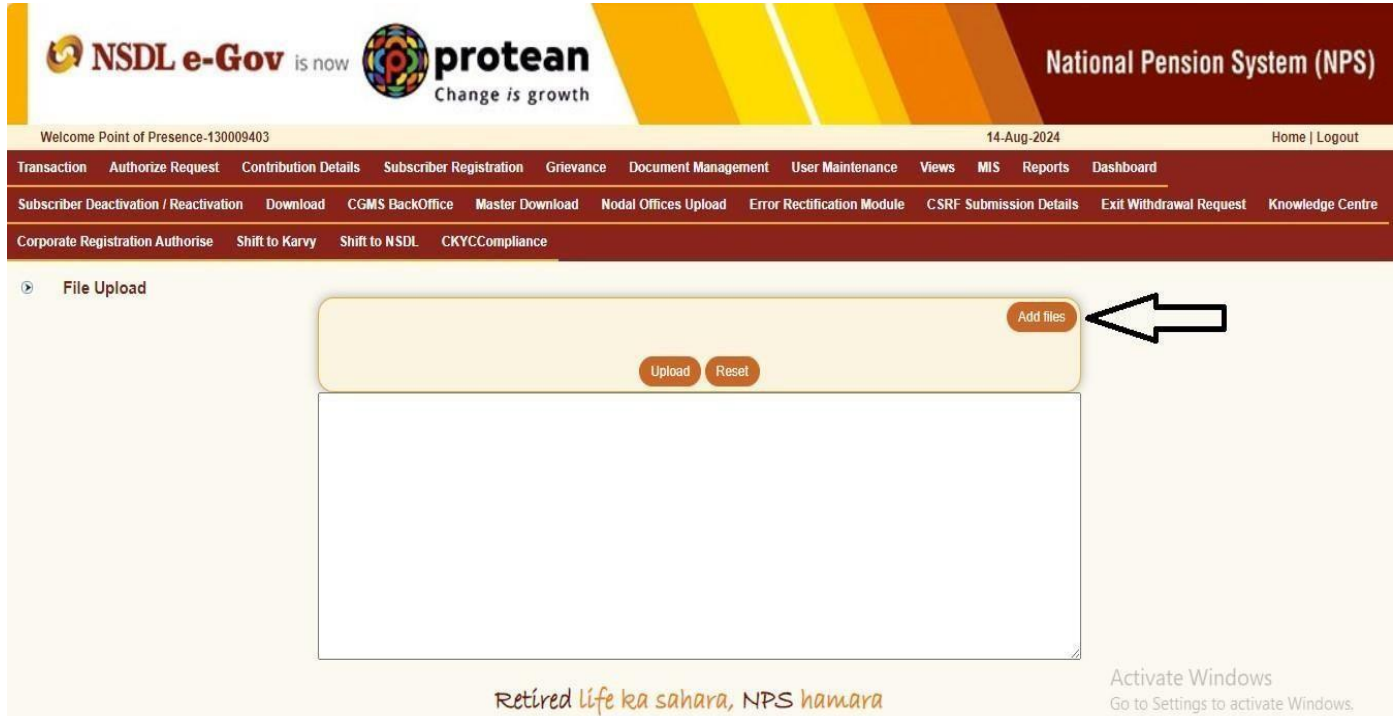 NSDL e-Gov is now protean
Change is growth
National Pension System (NPS)
Welcome Point of Presence-130009403 14-Aug-2024 Home | Logout
Transaction Authorize Request Contribution Details Subscriber Registration Grievance Document Management User Maintenance Views MIS Reports Dashboard
Subscriber Deactivation / Reactivation Download CGMS BackOffice Master Download Nodal Offices Upload Error Rectification Module CSRF Submission Details Exit Withdrawal Request Knowledge Centre
Corporate Registration Authorise Shift to Karvy Shift to NSDL CKYCCompliance
File Upload
Add files
Upload Reset
Retired life ka sahara, NPS hamara
Activate Windows
Go to Settings to activate Windows.